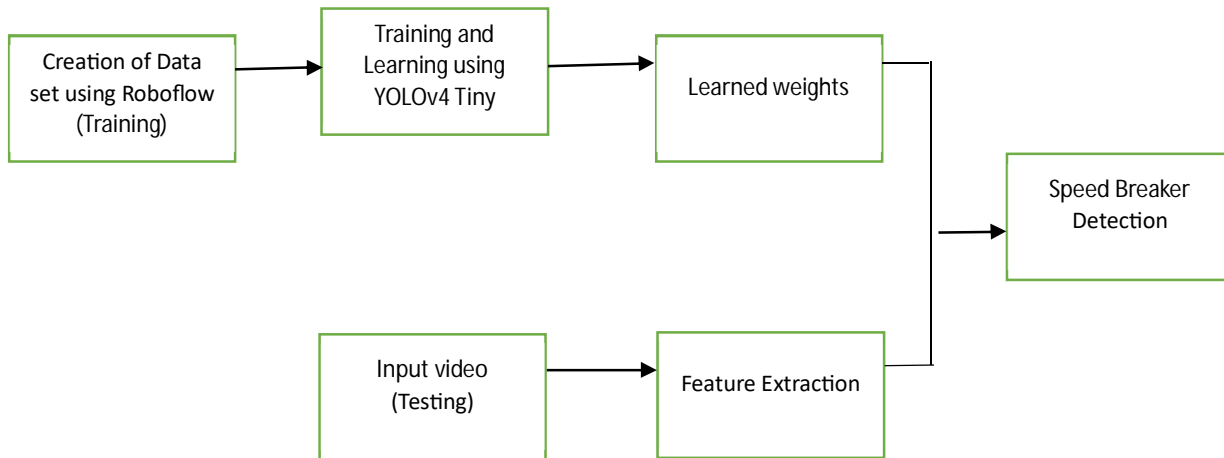 Creation of Data
set using Roboflow
(Training)
Training and
Learning using
YOLOv4 Tiny
Learned weights
Speed Breaker
Detection
Input video
(Testing)
Feature Extraction